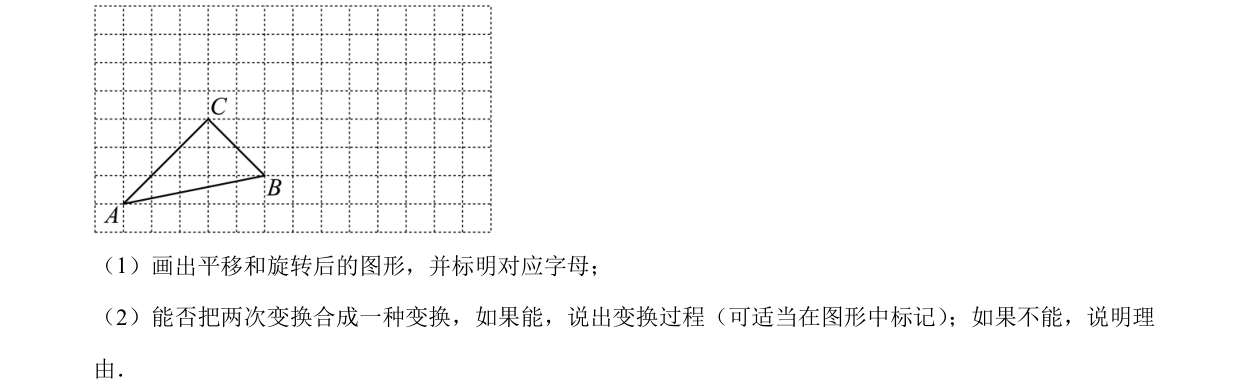 C
B
A
（1）画出平移和旋转后的图形，并标明对应字母；
（2）能否把两次变换合成一种变换，如果能，说出变换过程（可适当在图形中标记）；如果不能，说明理
由．